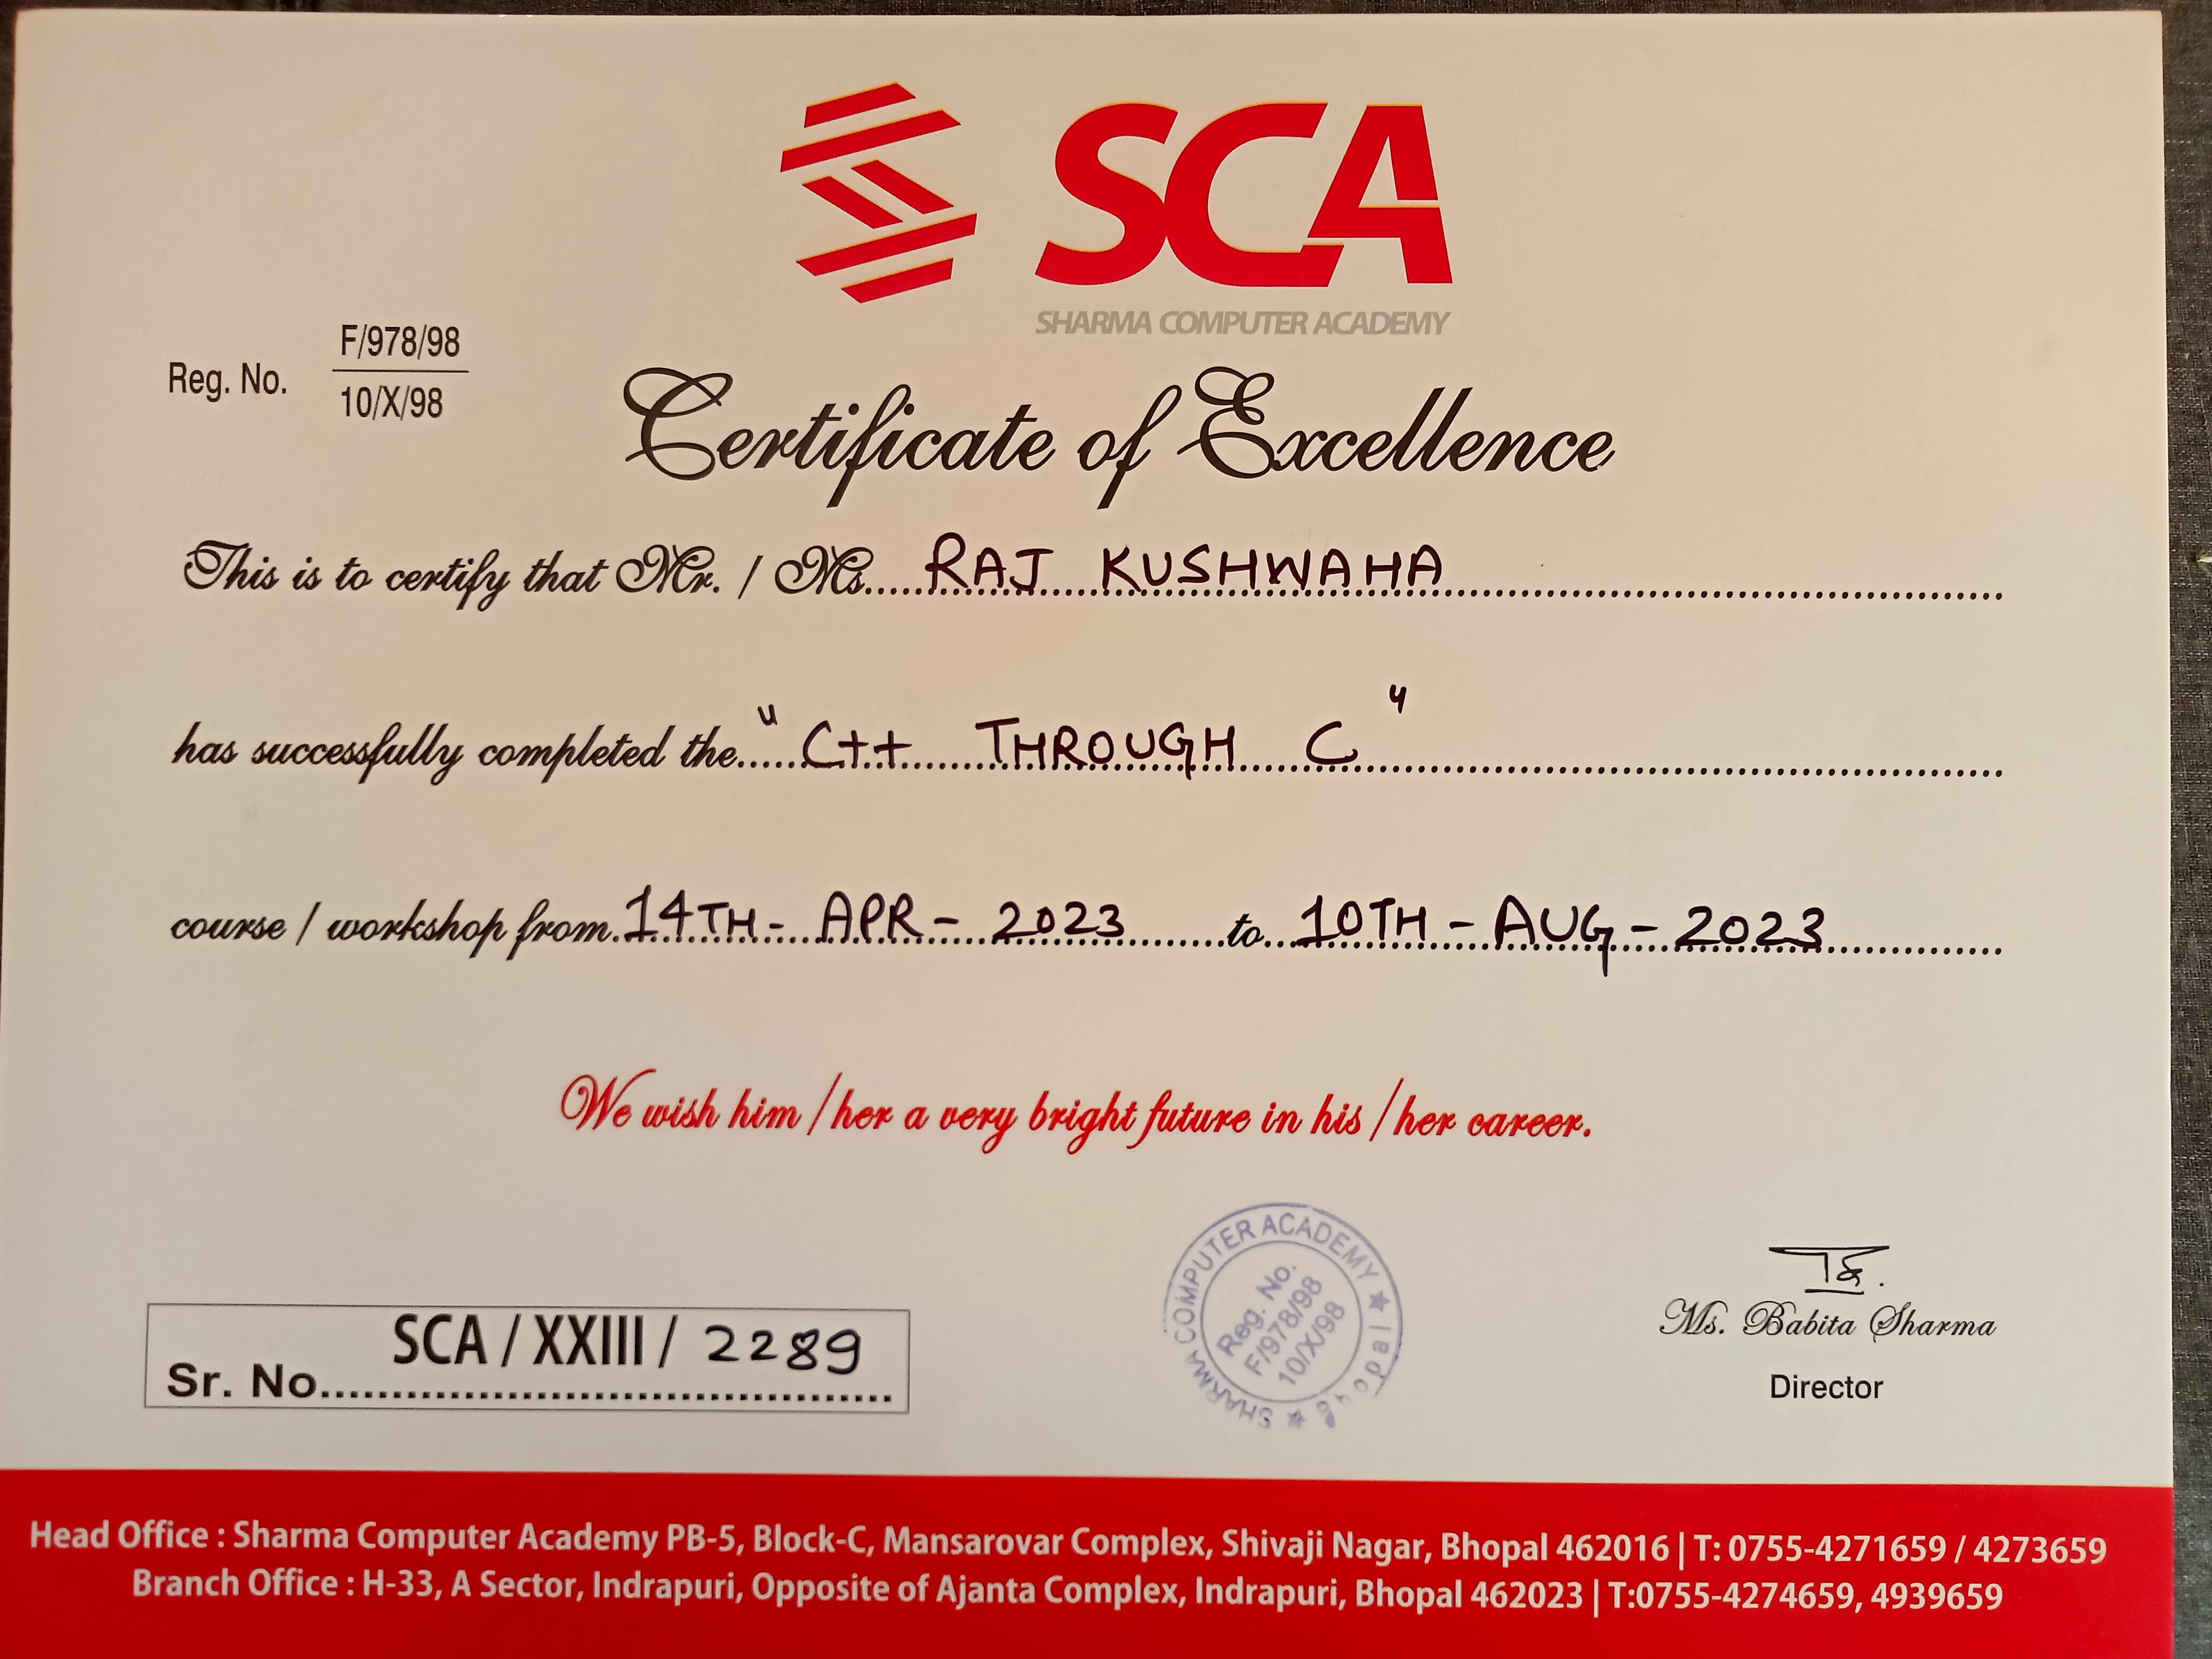 SCA
SHARMA COMPUTER ACADEMY
Reg. No. F/978/98
10/X/98
Certificate of Excellence
This is to certify that Mr. / Ms.....RAJ KUSHWAHA..........
has successfully completed the....." C++ THROUGH C "..........
course / workshop from.14TH - APR - 2023..........to...10TH - AUG - 2023..........
We wish him / her a very bright future in his / her career.
SHARMA COMPUTER ACADEMY ★ Bhopal ★
Reg. No.
F/978/98
10/X/98
Ms. Babita Sharma
Director
SCA / XXIII / 2289
Sr. No..........
Head Office : Sharma Computer Academy PB-5, Block-C, Mansarovar Complex, Shivaji Nagar, Bhopal 462016 | T: 0755-4271659 / 4273659
Branch Office : H-33, A Sector, Indrapuri, Opposite of Ajanta Complex, Indrapuri, Bhopal 462023 | T:0755-4274659, 4939659